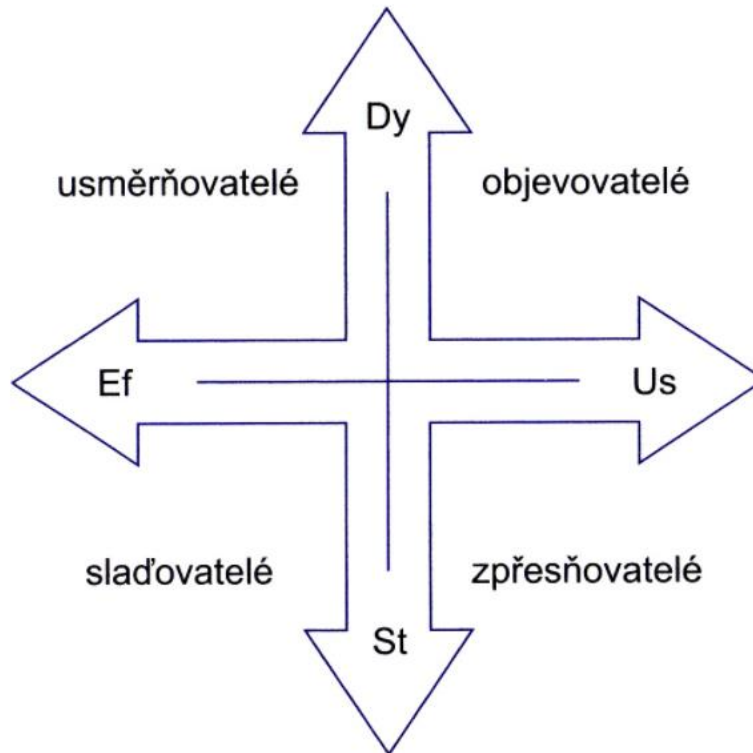 Dy
usměrňovatelé
objevovatelé
Ef
Us
slaďovatelé
zpřesňovatelé
St